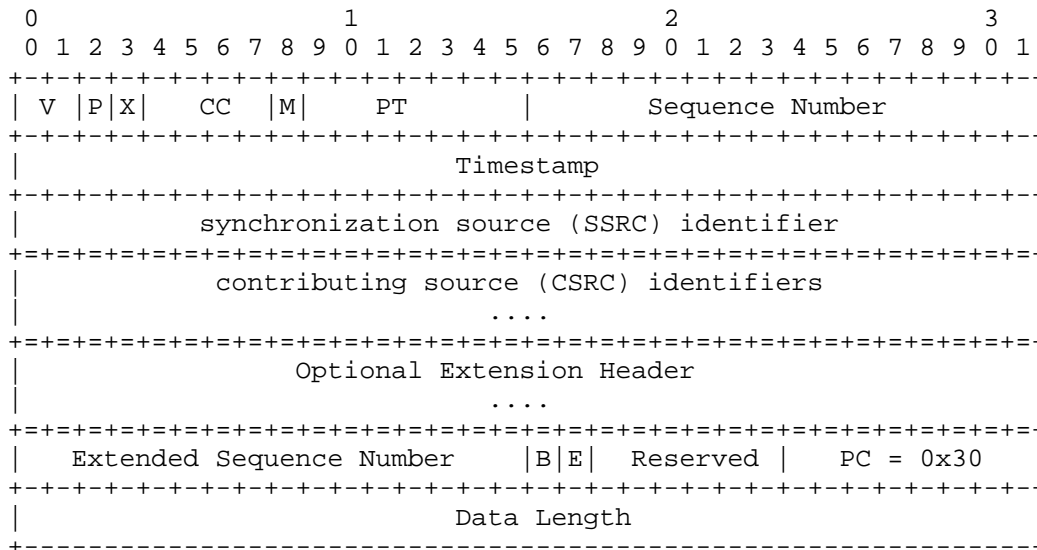 0                   1                   2                   3
0 1 2 3 4 5 6 7 8 9 0 1 2 3 4 5 6 7 8 9 0 1 2 3 4 5 6 7 8 9 0 1
+-+-+-+-+-+-+-+-+-+-+-+-+-+-+-+-+-+-+-+-+-+-+-+-+-+-+-+-+-+-+-+-
| V |P|X|   CC  |M|    PT       |       Sequence Number
+-+-+-+-+-+-+-+-+-+-+-+-+-+-+-+-+-+-+-+-+-+-+-+-+-+-+-+-+-+-+-+-
|                           Timestamp
+-+-+-+-+-+-+-+-+-+-+-+-+-+-+-+-+-+-+-+-+-+-+-+-+-+-+-+-+-+-+-+-
|           synchronization source (SSRC) identifier
+=+=+=+=+=+=+=+=+=+=+=+=+=+=+=+=+=+=+=+=+=+=+=+=+=+=+=+=+=+=+=+=
|            contributing source (CSRC) identifiers
|                             ....
+=+=+=+=+=+=+=+=+=+=+=+=+=+=+=+=+=+=+=+=+=+=+=+=+=+=+=+=+=+=+=+=
|                 Optional Extension Header
|                             ....
+=+=+=+=+=+=+=+=+=+=+=+=+=+=+=+=+=+=+=+=+=+=+=+=+=+=+=+=+=+=+=+=
|   Extended Sequence Number    |B|E|  Reserved |   PC = 0x30
+-+-+-+-+-+-+-+-+-+-+-+-+-+-+-+-+-+-+-+-+-+-+-+-+-+-+-+-+-+-+-+-
|                           Data Length
+----------------------------------------------------------------